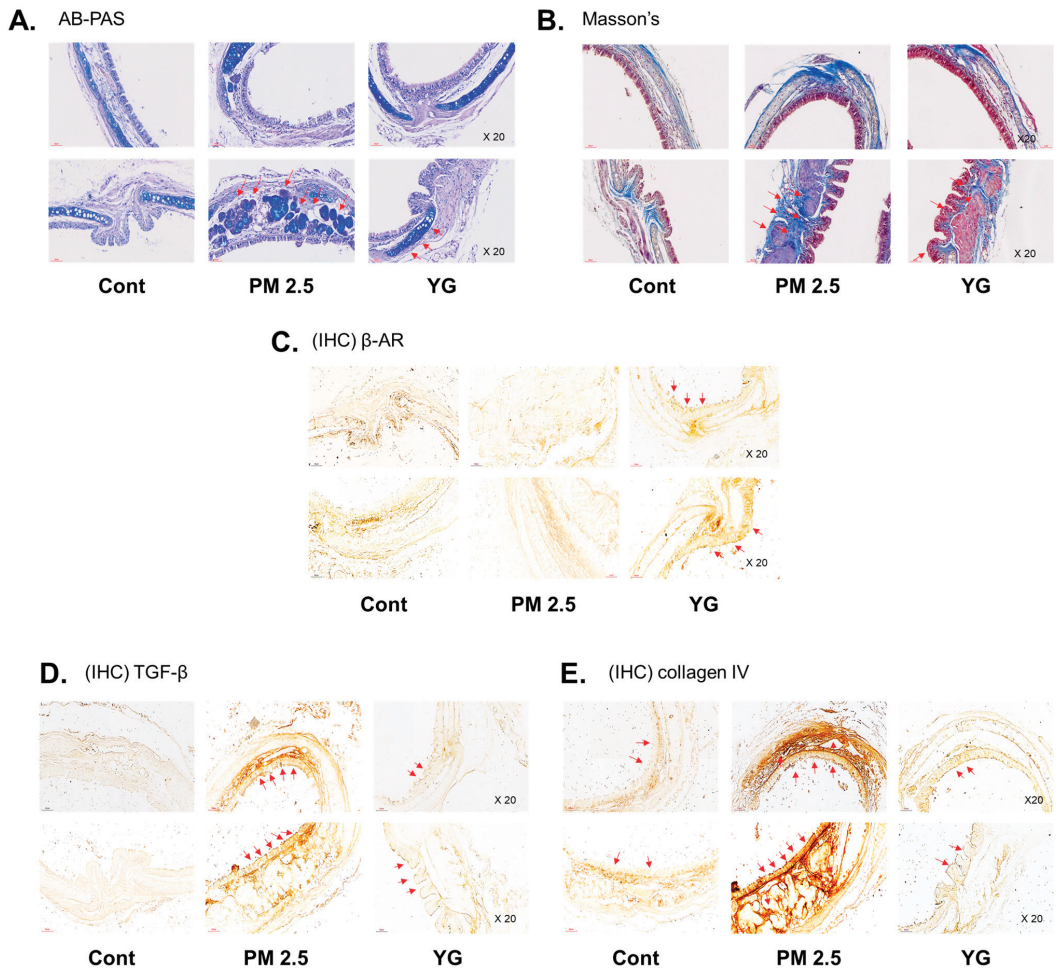 A. AB-PAS
B. Masson's
X 20
X20
X 20
X 20
Cont PM 2.5 YG
Cont PM 2.5 YG
C. (IHC) β-AR
X 20
X 20
Cont PM 2.5 YG
D. (IHC) TGF-β
E. (IHC) collagen IV
X 20
X20
X 20
X 20
Cont PM 2.5 YG
Cont PM 2.5 YG